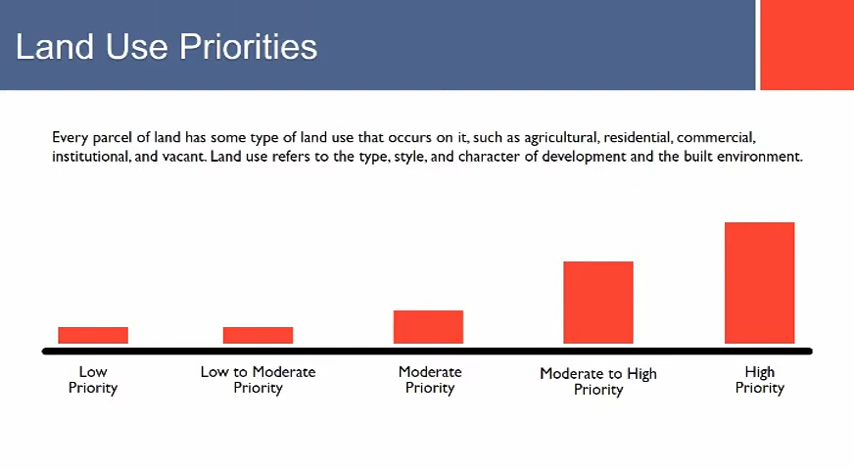 Land Use Priorities
Every parcel of land has some type of land use that occurs on it, such as agricultural, residential, commercial,
institutional, and vacant. Land use refers to the type, style, and character of development and the built environment.
Low
Priority
Low to Moderate
Priority
Moderate
Priority
Moderate to High
Priority
High
Priority